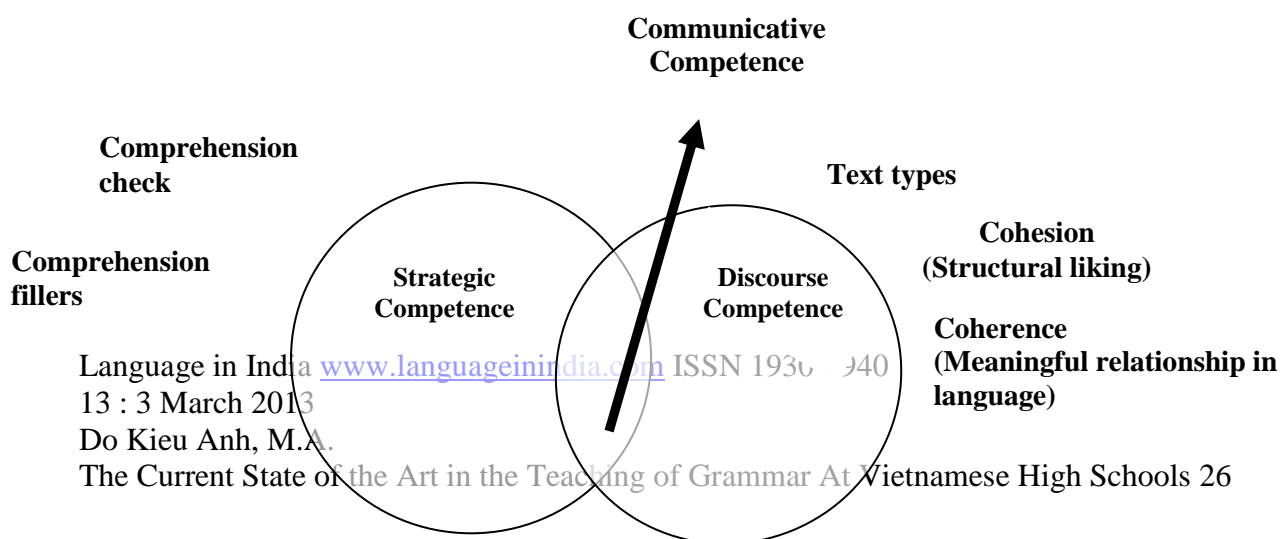 Communicative
Competence
Comprehension
check
Text types
Comprehension
fillers
Strategic
Competence
Discourse
Competence
Cohesion
(Structural liking)
Coherence
(Meaningful relationship in
language)
Language in India www.languageinindia.com ISSN 1930 940
13 : 3 March 2013
Do Kieu Anh, M.A.
The Current State of the Art in the Teaching of Grammar At Vietnamese High Schools 26